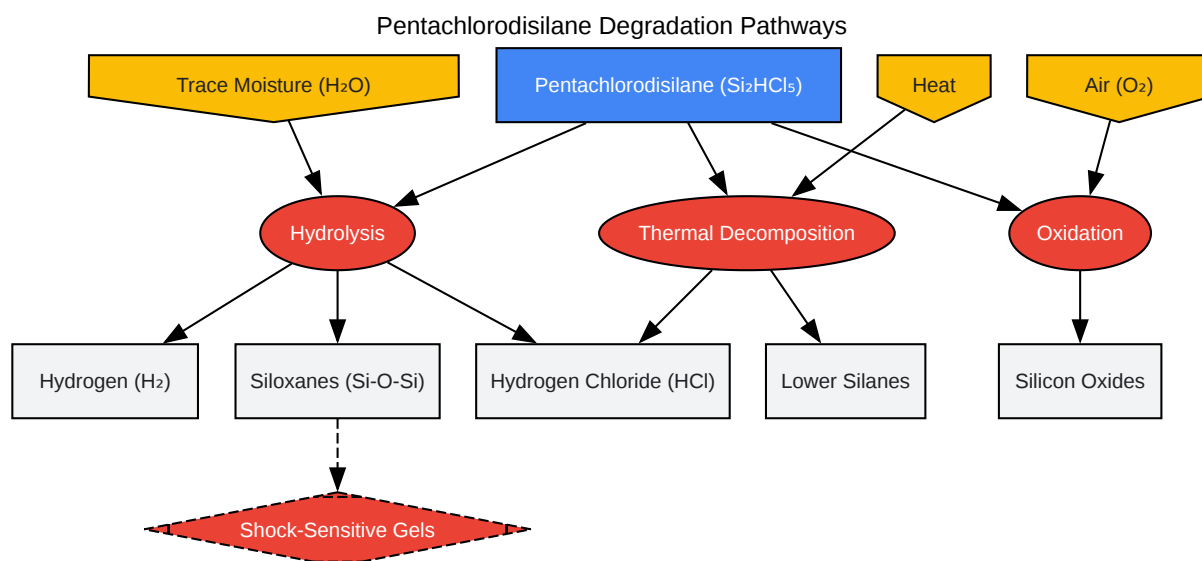 Pentachlorodisilane Degradation Pathways
Trace Moisture (H₂O)
Pentachlorodisilane (Si₂HCl₅)
Heat
Air (O₂)
Hydrolysis
Thermal Decomposition
Oxidation
Hydrogen (H₂)
Siloxanes (Si-O-Si)
Hydrogen Chloride (HCl)
Lower Silanes
Silicon Oxides
Shock-Sensitive Gels